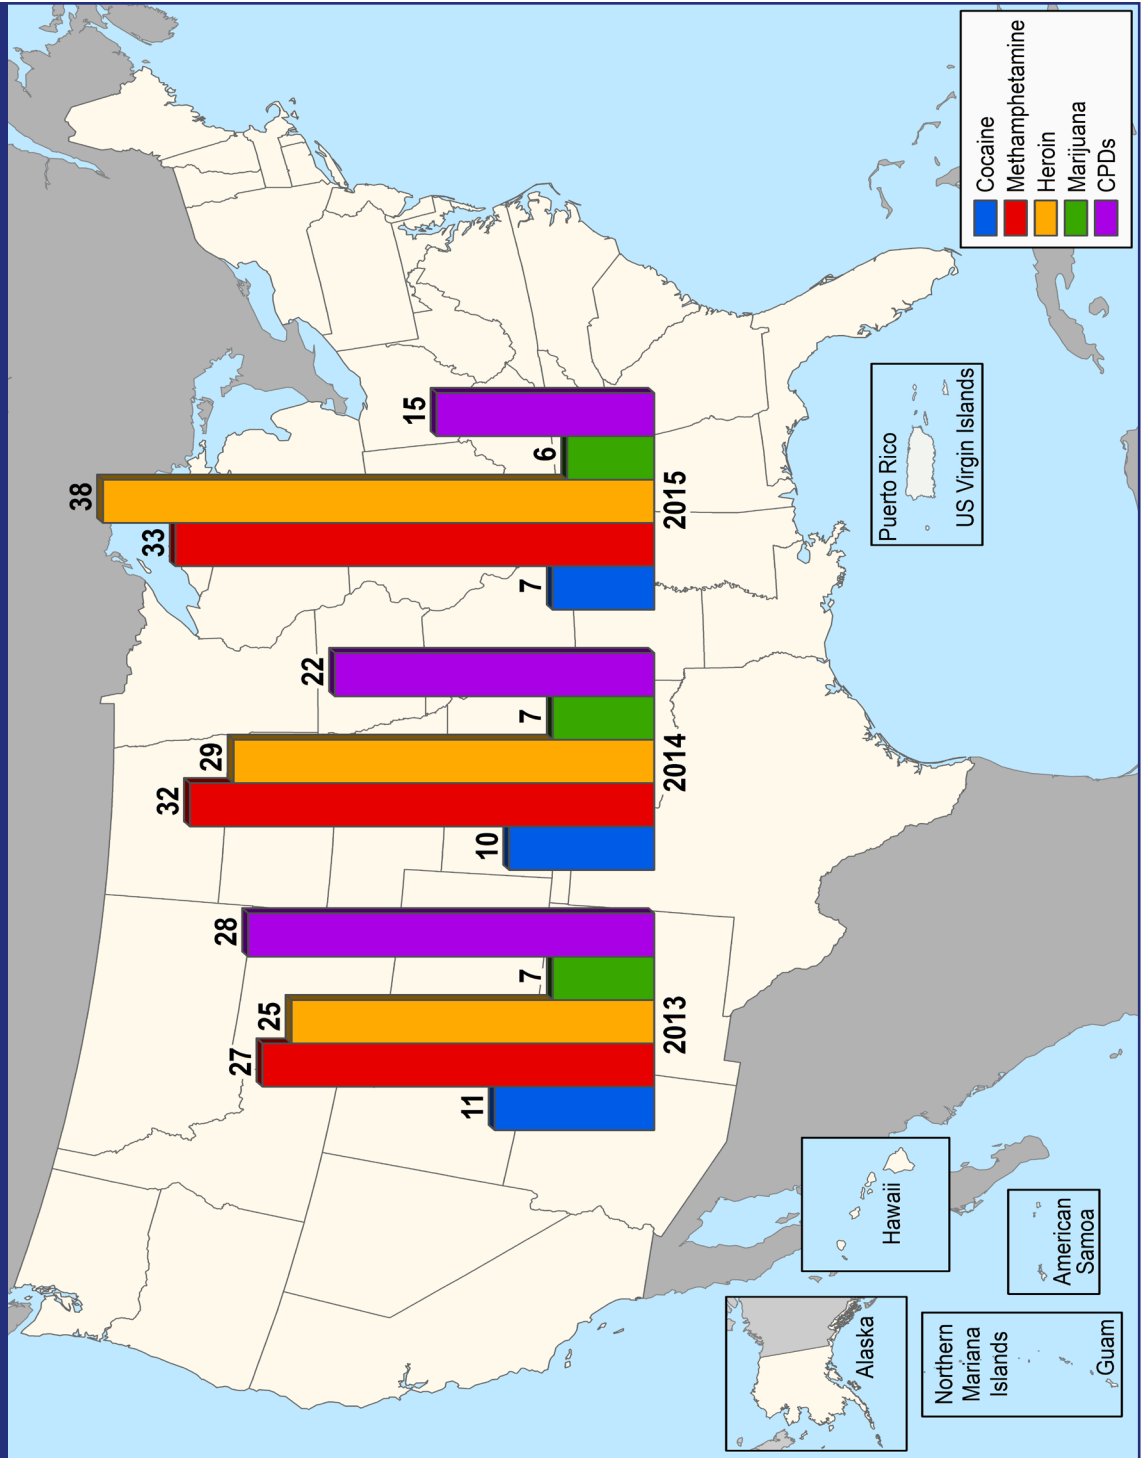 11
27
25
7
28
2013
10
32
29
7
22
2014
7
33
38
6
15
2015
Cocaine
Methamphetamine
Heroin
Marijuana
CPDs
Alaska
Hawaii
Northern
Mariana
Islands
Guam
American
Samoa
Puerto Rico
US Virgin Islands